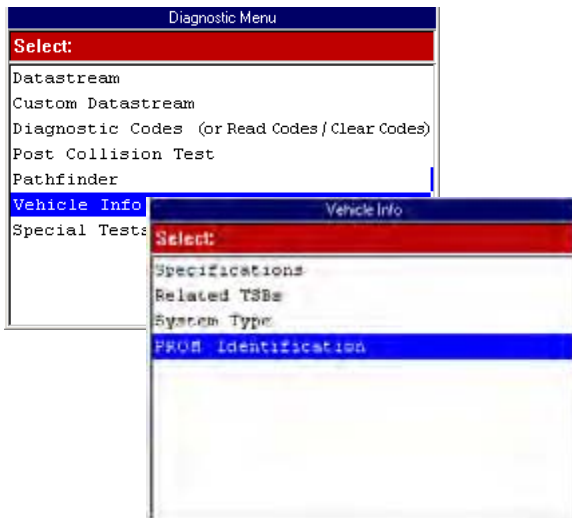 Diagnostic Menu
Select:
Datastream
Custom Datastream
Diagnostic Codes (or Read Codes / Clear Codes)
Post Collision Test
Pathfinder
Vehicle Info
Special Tests
Vehicle Info
Select:
Specifications
Related TSBs
System Type
PROM Identification